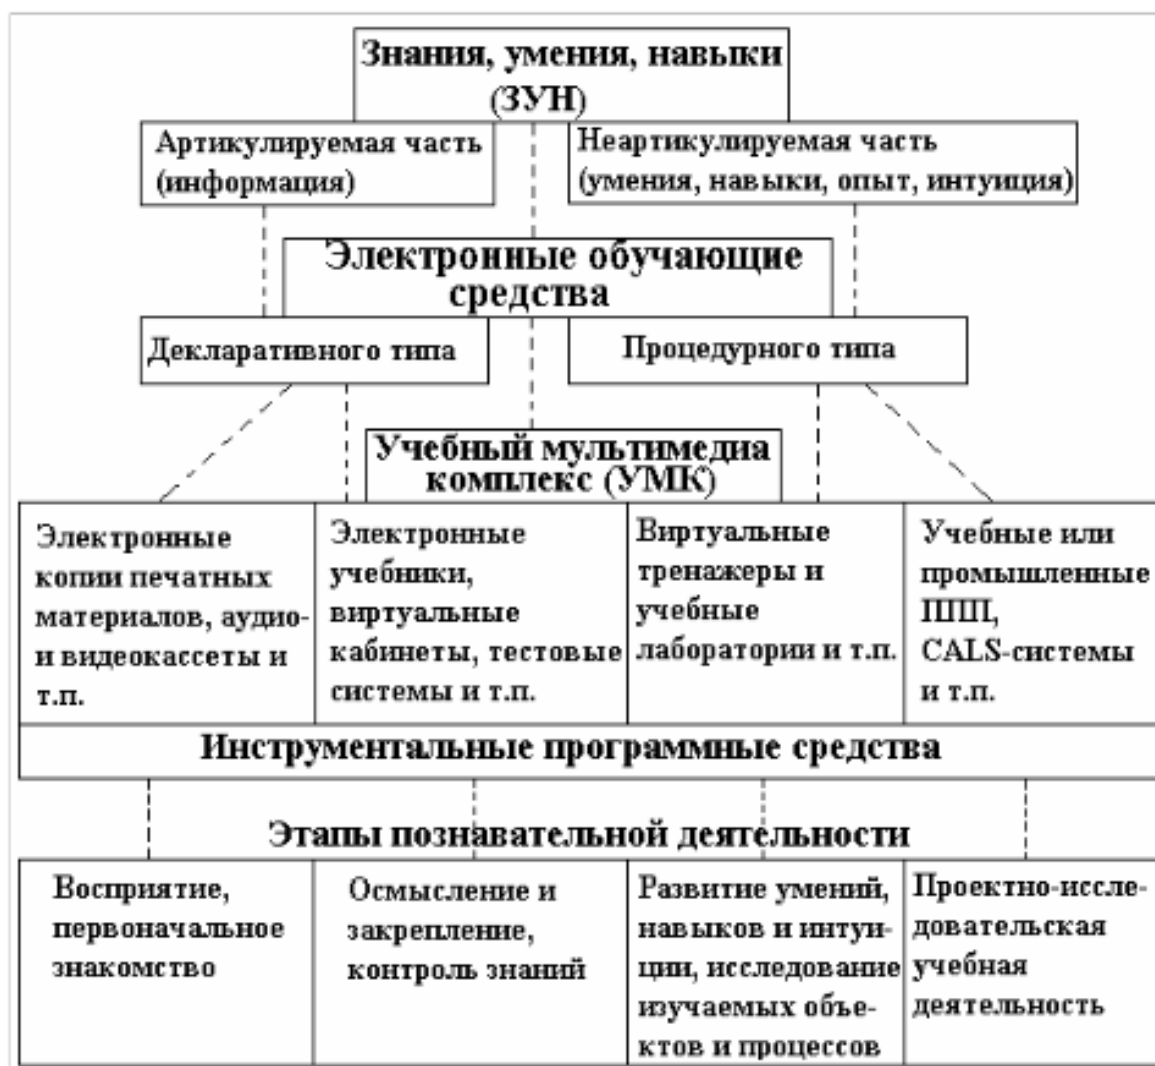 Знания, умения, навыки
(ЗУН)
Артикулируемая часть
(информация)
Неартикулируемая часть
(умения, навыки, опыт, интуиция)
Электронные обучающие
средства
Декларативного типа
Процедурного типа
Учебный мультимедиа
комплекс (УМК)
Электронные
копии печатных
материалов, аудио-
и видеокассеты и
т.п.
Электронные
учебники,
виртуальные
кабинеты, тестовые
системы и т.п.
Виртуальные
тренажеры и
учебные
лаборатории и т.п.
Учебные или
промышленные
ППП,
CALS-системы
и т.п.
Инструментальные программные средства
Этапы познавательной деятельности
Восприятие,
первоначальное
знакомство
Осмысление и
закрепление,
контроль знаний
Развитие умений,
навыков и интуи-
ции, исследование
изучаемых объе-
ктов и процессов
Проектно-иссле-
довательская
учебная
деятельность